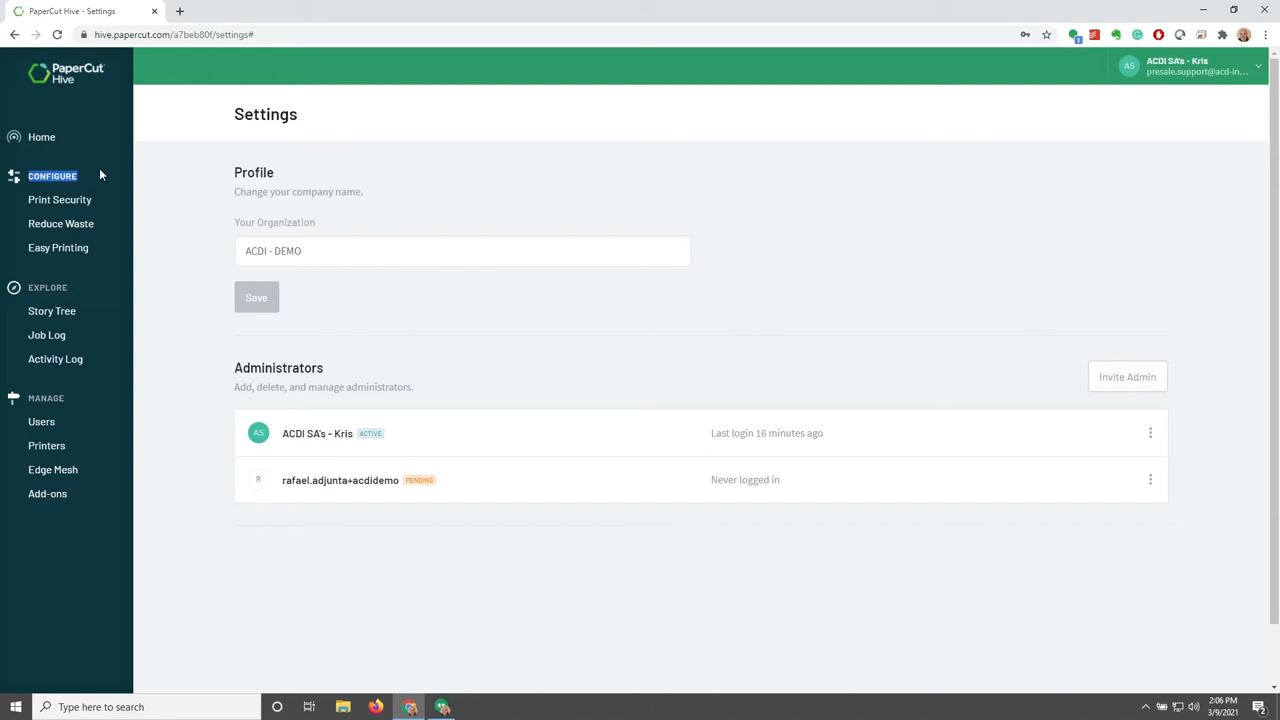 PaperCut Hive - Settings
hive.papercut.com/a7beb80f/settings#
1
PaperCut
Hive
AS
ACDI SA's - Kris
presale.support@acd-in...
Home
CONFIGURE
Print Security
Reduce Waste
Easy Printing
EXPLORE
Story Tree
Job Log
Activity Log
MANAGE
Users
Printers
Edge Mesh
Add-ons
Settings
Profile
Change your company name.
Your Organization
ACDI - DEMO
Save
Administrators
Add, delete, and manage administrators.
Invite Admin
AS ACDI SA's - Kris ACTIVE Last login 16 minutes ago
R rafael.adjunta+acdidemo PENDING Never logged in
Type here to search
2:06 PM
3/9/2021
2